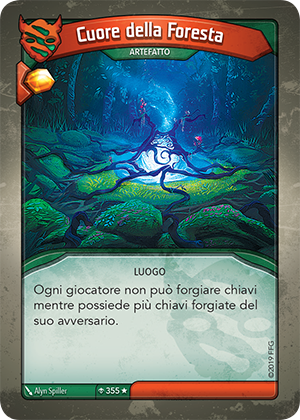 Cuore della Foresta
ARTEFATTO
LUOGO
Ogni giocatore non può forgiare chiavi
mentre possiede più chiavi forgiate del
suo avversario.
Alyn Spiller
355
©2019 FFG